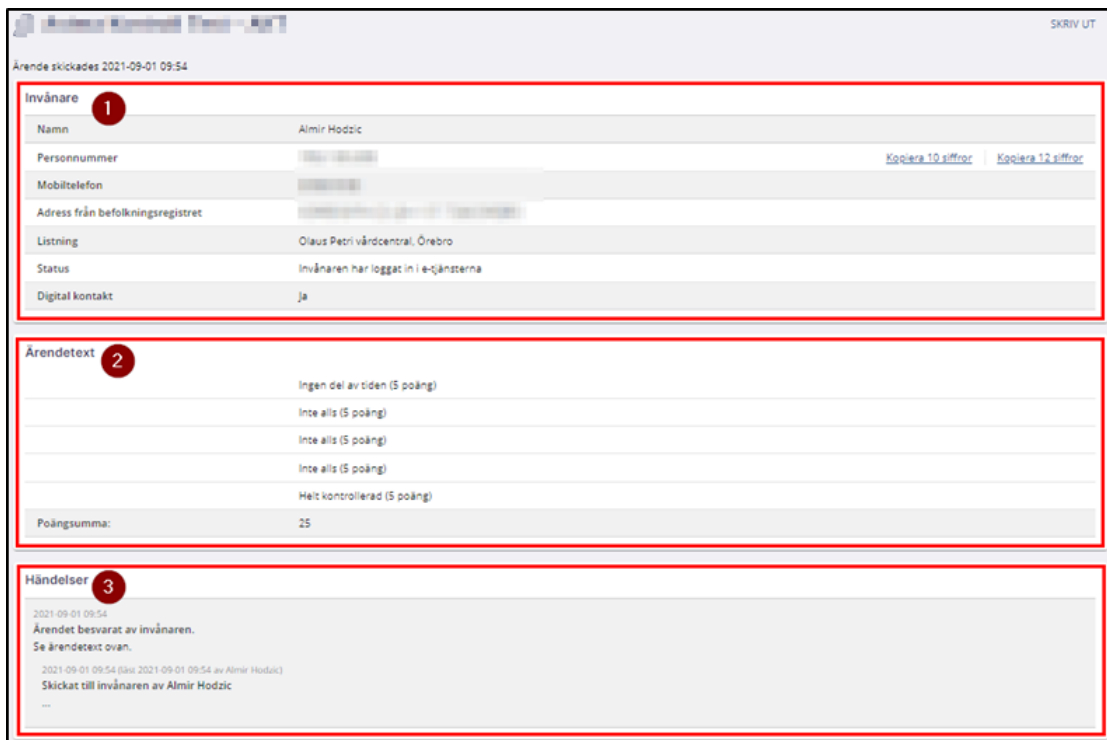 SKRIV UT
Ärende skickades 2021-09-01 09:54
Invånare 1
Namn Almir Hodzic
Personnummer Kopiera 10 siffror Kopiera 12 siffror
Mobiltelefon
Adress från befolkningsregistret
Listning Olaus Petri vårdcentral, Örebro
Status Invånaren har loggat in i e-tjänsterna
Digital kontakt Ja
Ärendetext 2
Ingen del av tiden (5 poäng)
Inte alls (5 poäng)
Inte alls (5 poäng)
Inte alls (5 poäng)
Helt kontrollerad (5 poäng)
Poängsumma: 25
Händelser 3
2021-09-01 09:54
Ärendet besvarat av invånaren.
Se ärendetext ovan.
2021-09-01 09:54 (läst 2021-09-01 09:54 av Almir Hodzic)
Skickat till invånaren av Almir Hodzic
...